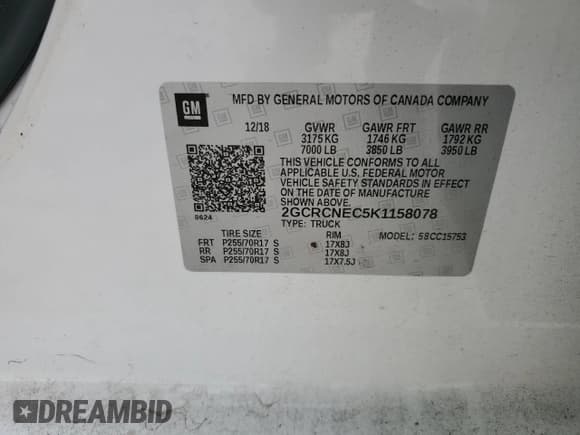 GM
MFD BY GENERAL MOTORS OF CANADA COMPANY
12/18 GVWR GAWR FRT GAWR RR
3175 KG 1746 KG 1792 KG
7000 LB 3850 LB 3950 LB
THIS VEHICLE CONFORMS TO ALL
APPLICABLE U.S. FEDERAL MOTOR
VEHICLE SAFETY STANDARDS IN EFFECT
ON THE DATE OF MANUFACTURE
SHOWN ABOVE.
0624 2GCRCNEC5K1158078
TYPE: TRUCK
TIRE SIZE RIM MODEL: 58CC15753
FRT P255/70R17 S 17X8J
RR P255/70R17 S 17X8J
SPA P255/70R17 S 17X7.5J
DREAMBID